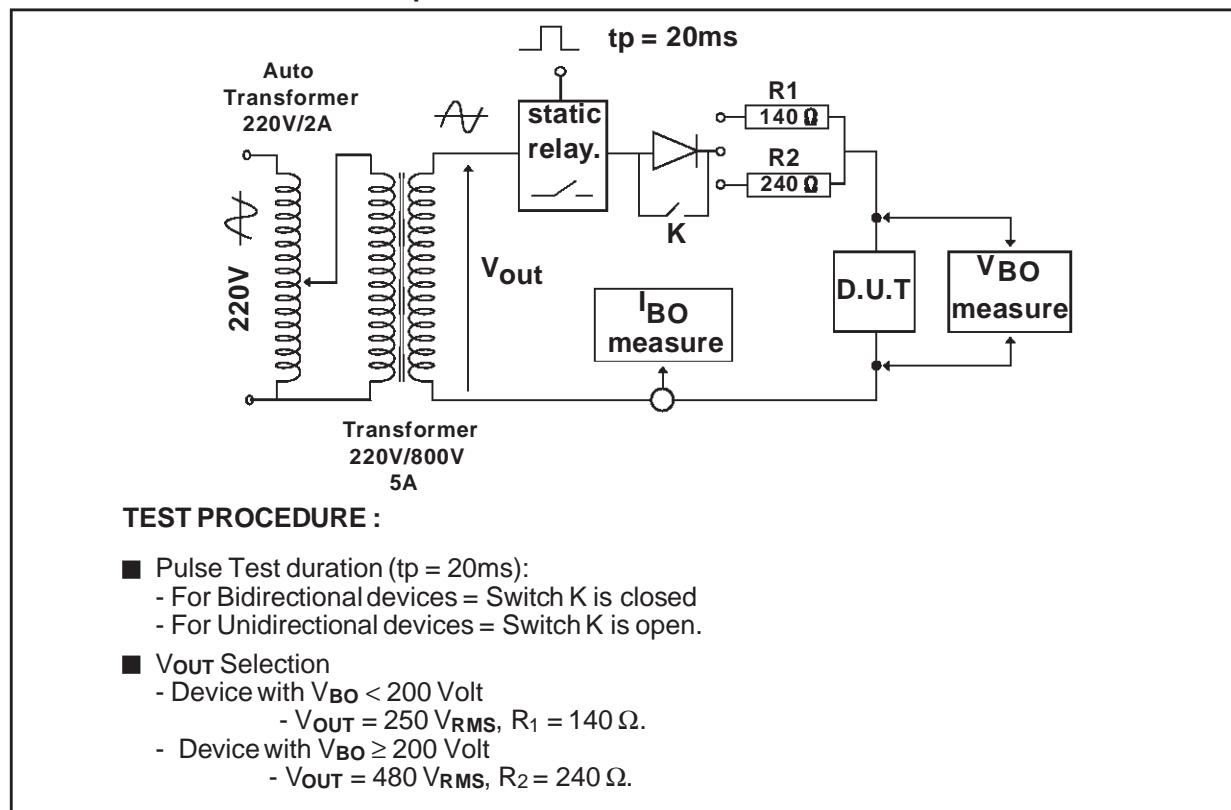 tp = 20ms
Auto
Transformer
220V/2A
static
relay.
R1
140 Ω
R2
240 Ω
K
220V
Vout
D.U.T
VBO
measure
IBO
measure
Transformer
220V/800V
5A
TEST PROCEDURE :
■ Pulse Test duration (tp = 20ms):
- For Bidirectional devices = Switch K is closed
- For Unidirectional devices = Switch K is open.
■ VOUT Selection
- Device with VBO < 200 Volt
- VOUT = 250 VRMS, R1 = 140 Ω.
- Device with VBO ≥ 200 Volt
- VOUT = 480 VRMS, R2 = 240 Ω.